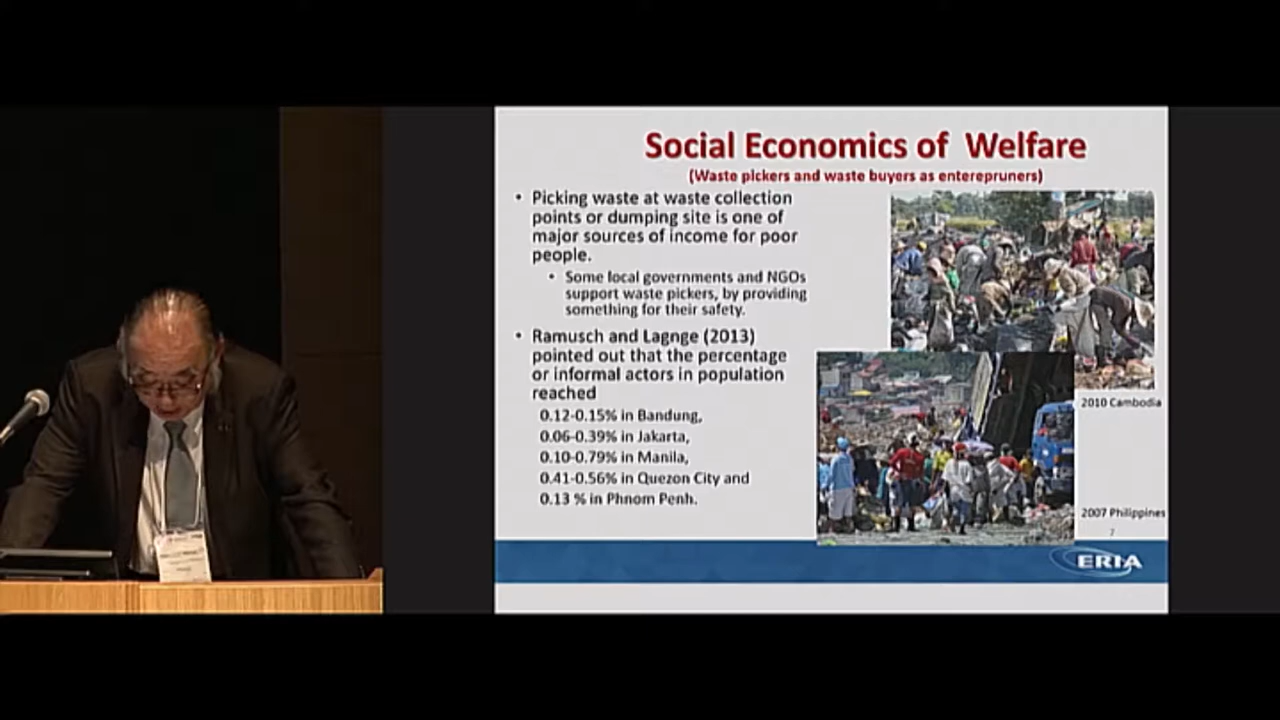 Social Economics of Welfare
(Waste pickers and waste buyers as enterepruners)
• Picking waste at waste collection
points or dumping site is one of
major sources of income for poor
people.
• Some local governments and NGOs
support waste pickers, by providing
something for their safety.
• Ramusch and Lagnge (2013)
pointed out that the percentage
or informal actors in population
reached
0.12-0.15% in Bandung,
0.06-0.39% in Jakarta,
0.10-0.79% in Manila,
0.41-0.56% in Quezon City and
0.13 % in Phnom Penh.
2010 Cambodia
2007 Philippines
7
ERIA